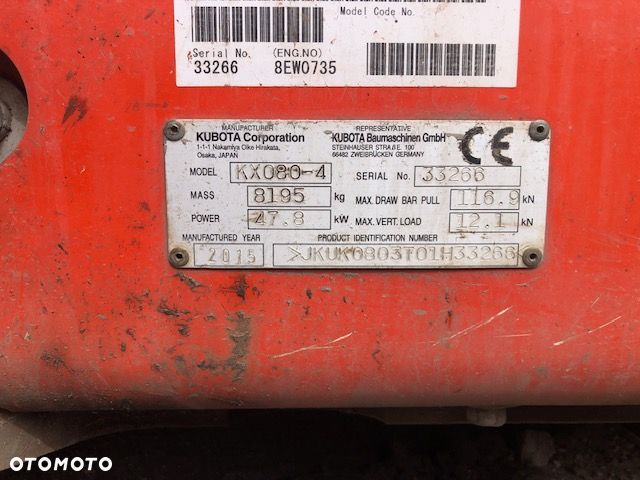 Model Code No.
Serial No. (ENG.NO)
33266 8EW0735
MANUFACTURER
KUBOTA Corporation
1-1-1 Nakamiya Oike Hirakata,
Osaka, JAPAN
REPRESENTATIVE
KUBOTA Baumaschinen GmbH
STEINHAUSER STRAßE 100
66482 ZWEIBRÜCKEN GERMANY
CE
MODEL KX080-4 SERIAL No. 33266
MASS 8195 kg MAX. DRAW BAR PULL 116.9 kN
POWER 47.8 kW MAX. VERT. LOAD 12.1 kN
MANUFACTURED YEAR PRODUCT IDENTIFICATION NUMBER
2015 JKUK0803T01H33266
OTOMOTO